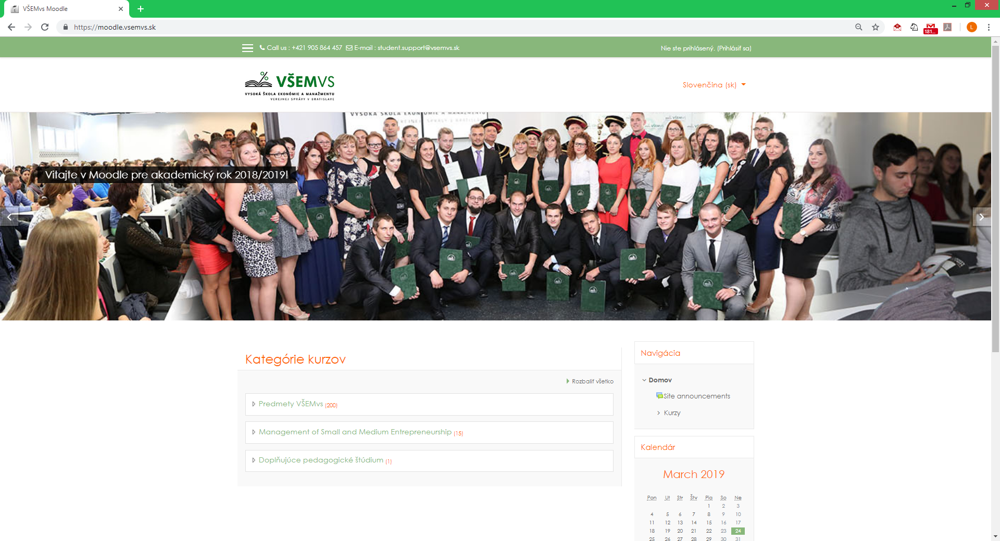 VŠEMvs Moodle
https://moodle.vsemvs.sk
181...
L
Call us : +421 905 864 457 E-mail : student.support@vsemvs.sk
Nie ste prihlásený. (Prihlásiť sa)
VŠEMVS
VYSOKÁ ŠKOLA EKONÓMIE A MANAŽMENTU
VEREJNEJ SPRÁVY V BRATISLAVE
Slovenčina (sk)
VYSOKÁ ŠKOLA EKONÓMIE A MANAŽMENTU
VEREJNEJ SPRÁVY V BRATISLAVE
VŠEMVS
Vitajte v Moodle pre akademický rok 2018/2019!
Kategórie kurzov
Rozbaliť všetko
Predmety VŠEMvs (200)
Management of Small and Medium Entrepreneurship (15)
Doplňujúce pedagogické štúdium (1)
Navigácia
Domov
Site announcements
Kurzy
Kalendár
March 2019
Pon Ut Str Štv Pia So Ne
1 2 3
4 5 6 7 8 9 10
11 12 13 14 15 16 17
18 19 20 21 22 23 24
25 26 27 28 29 30 31